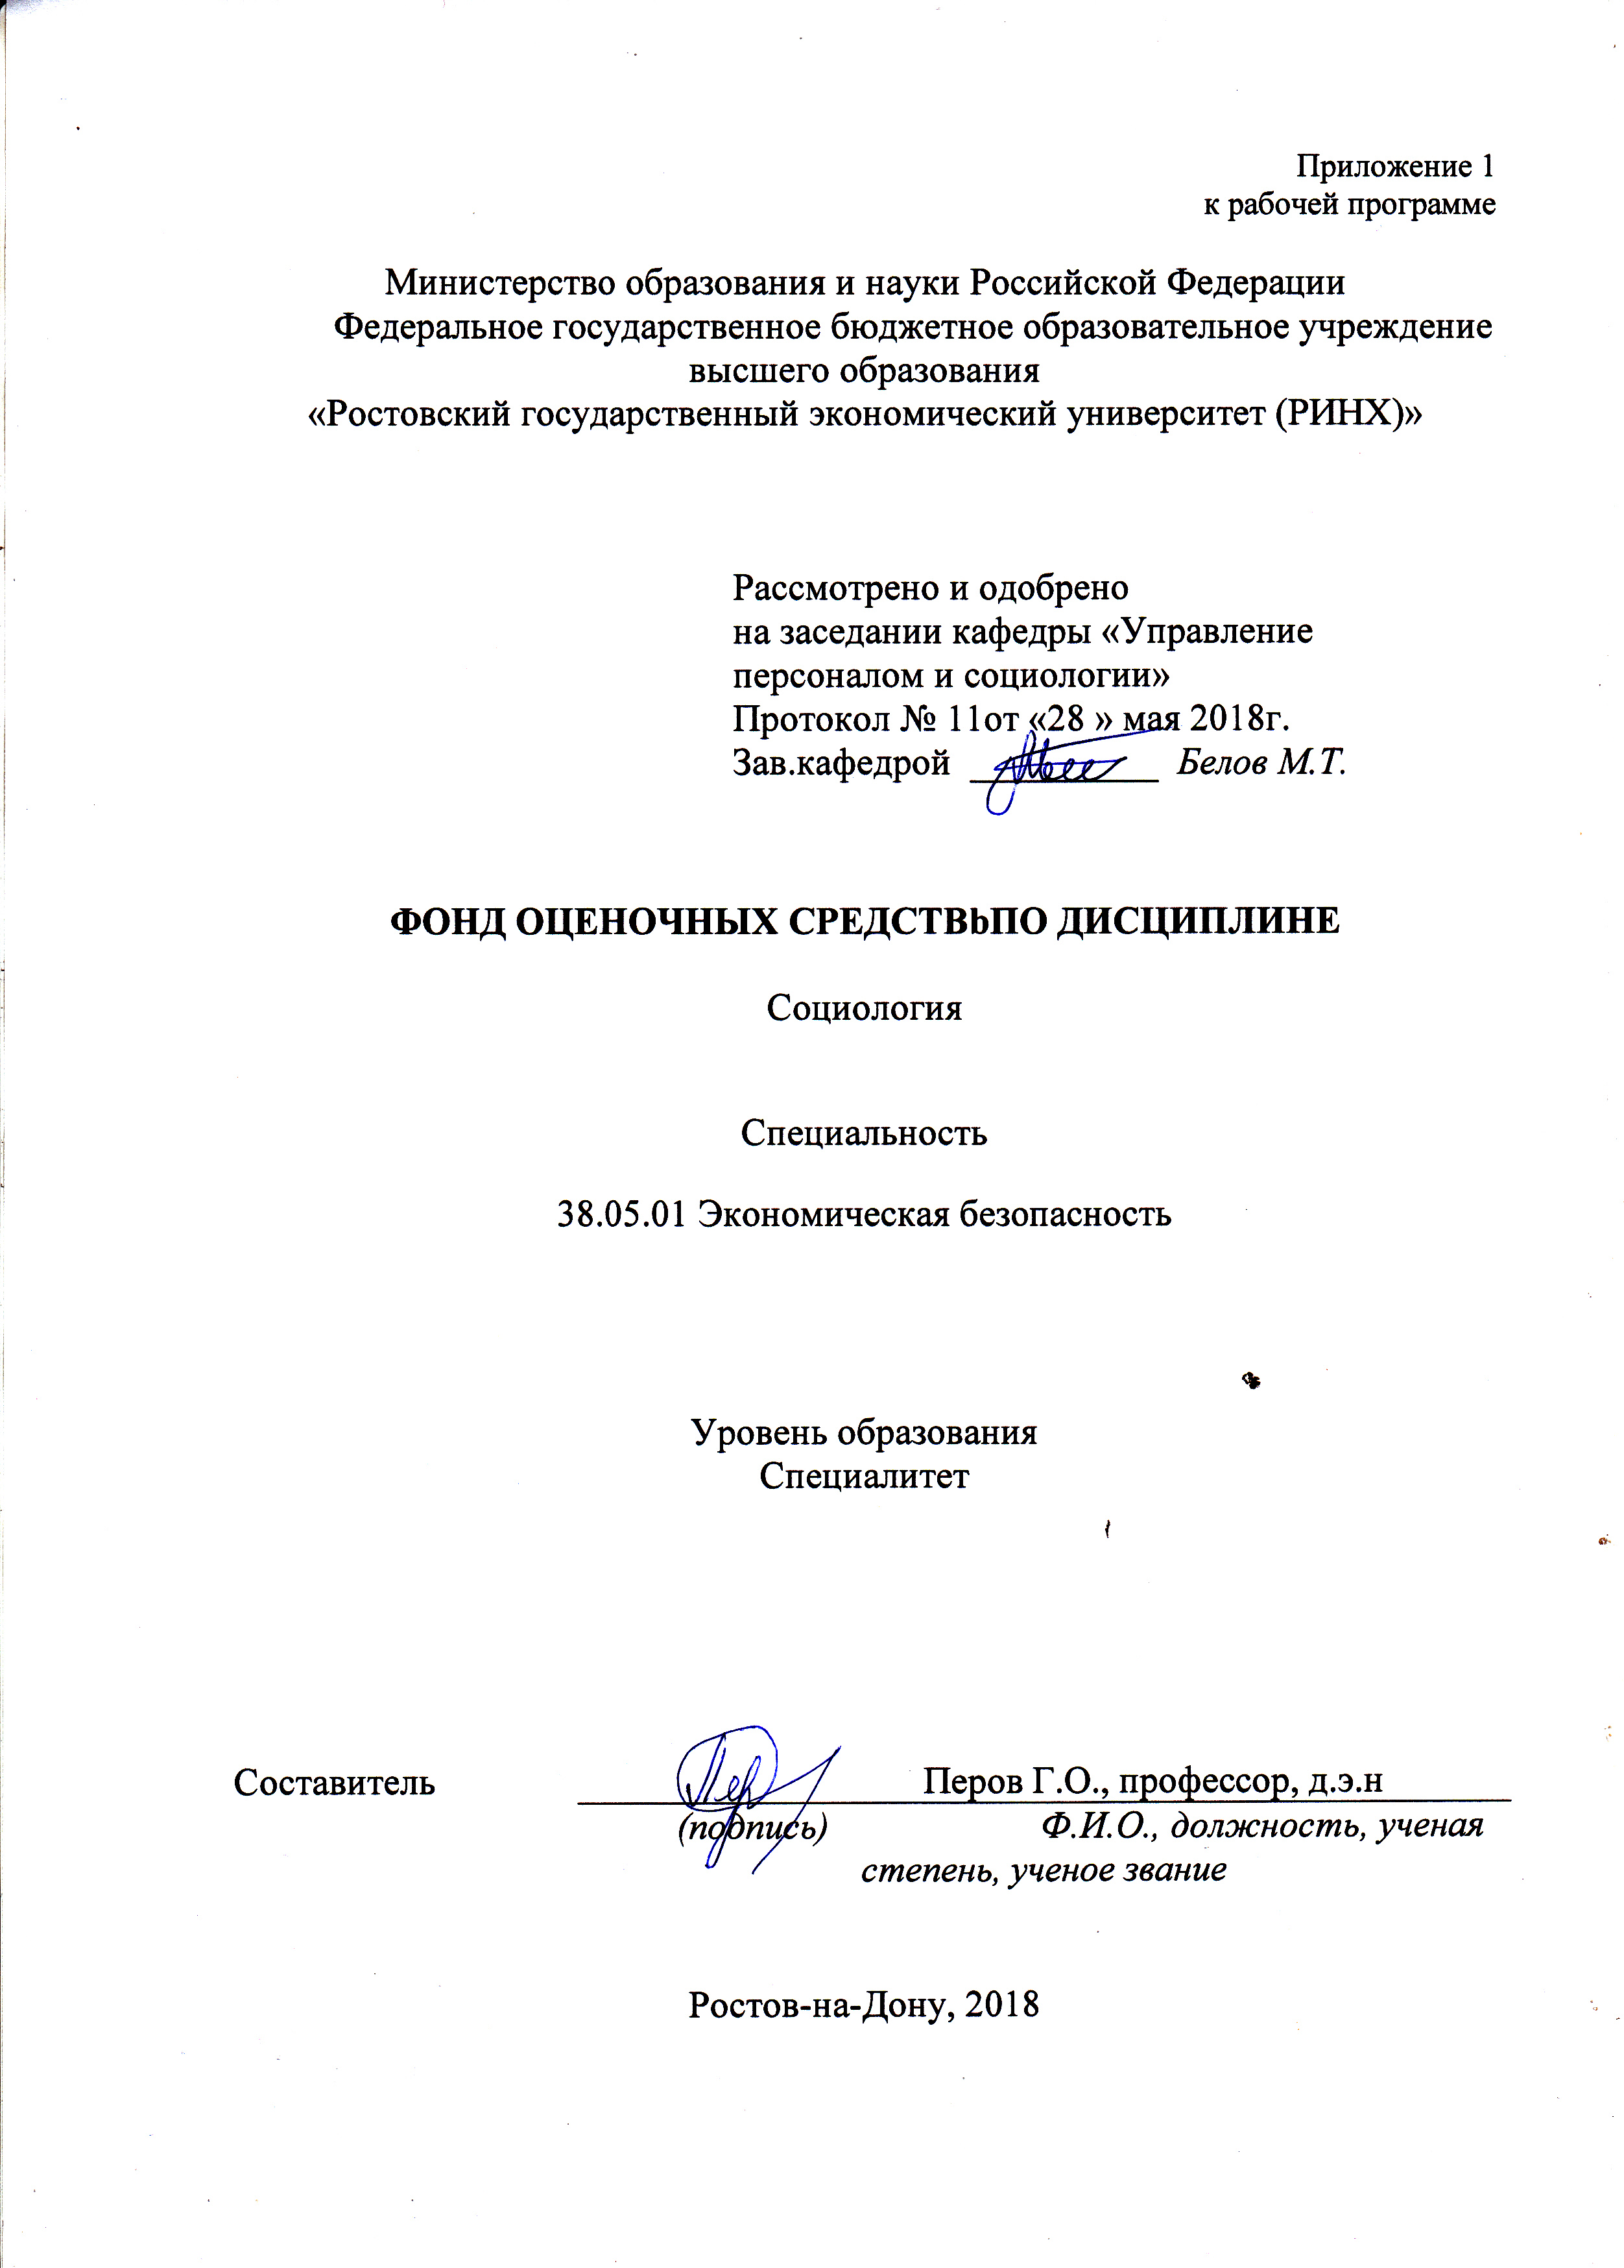 Приложение 1
к рабочей программе
Министерство образования и науки Российской Федерации
Федеральное государственное бюджетное образовательное учреждение
высшего образования
«Ростовский государственный экономический университет (РИНХ)»
Рассмотрено и одобрено
на заседании кафедры «Управление
персоналом и социологии»
Протокол № 11от «28 » мая 2018г.
Зав.кафедрой Белов М.Т.
ФОНД ОЦЕНОЧНЫХ СРЕДСТВЬПО ДИСЦИПЛИНЕ
Социология
Специальность
38.05.01 Экономическая безопасность
Уровень образования
Специалитет
Составитель Перов Г.О., профессор, д.э.н
(подпись) Ф.И.О., должность, ученая
степень, ученое звание
Ростов-на-Дону, 2018